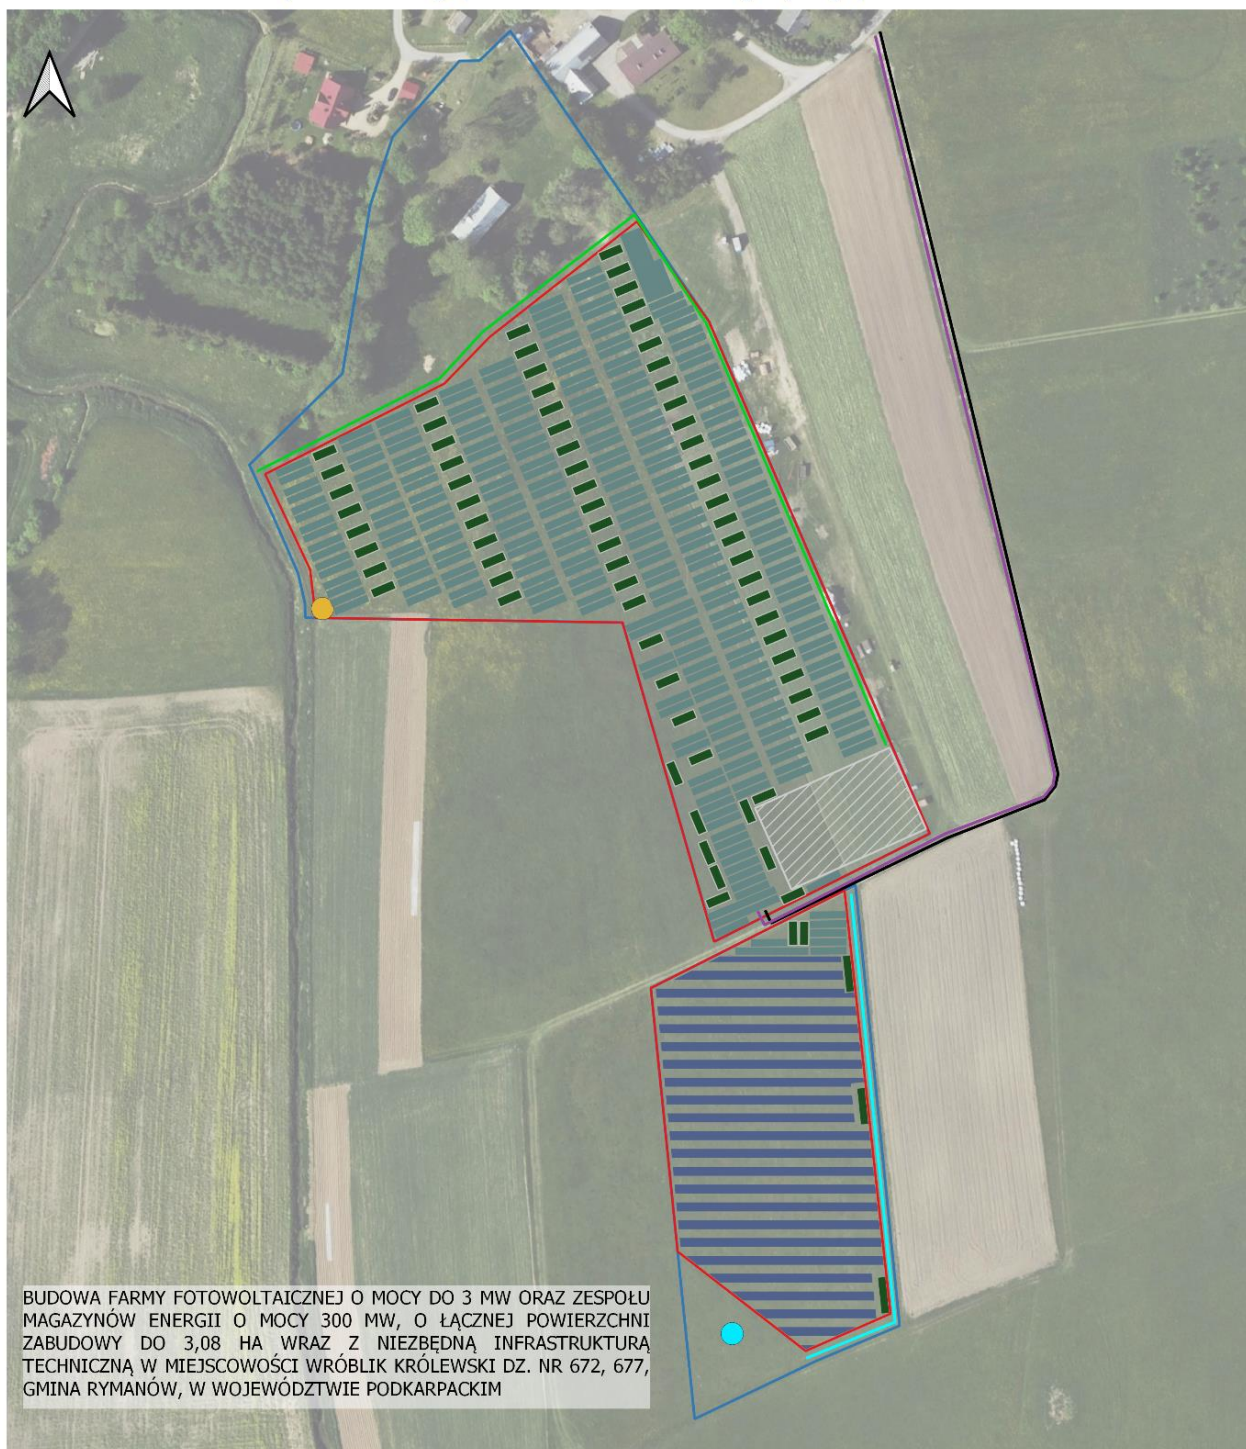 BUDOWA FARMY FOTOWOLTAICZNEJ O MOCY DO 3 MW ORAZ ZESPOŁU
MAGAZYNÓW ENERGII O MOCY 300 MW, O ŁĄCZNEJ POWIERZCHNI
ZABUDOWY DO 3,08 HA WRAZ Z NIEZBĘDNĄ INFRASTRUKTURĄ
TECHNICZNĄ W MIEJSCOWOŚCI WRÓBLIK KRÓLEWSKI DZ. NR 672, 677,
GMINA RYMANÓW, W WOJEWÓDZTWIE PODKARPACKIM